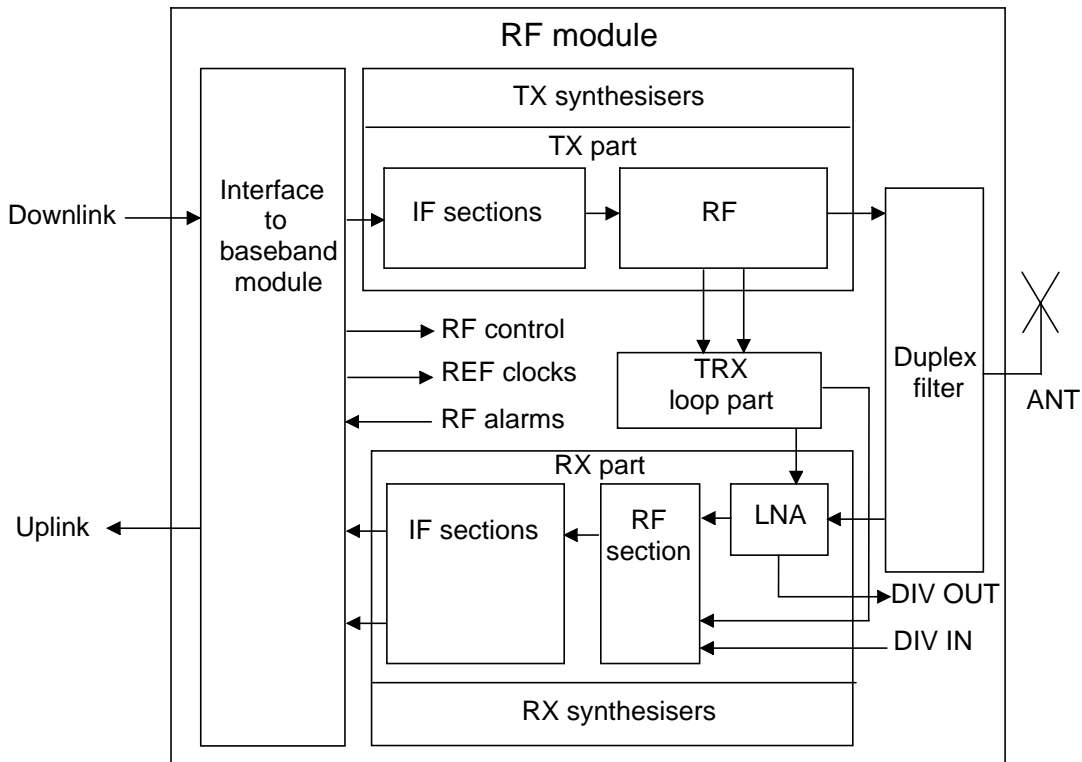 RF module
TX synthesisers
TX part
Interface
to
baseband
module
IF sections
RF
Downlink
RF control
REF clocks
RF alarms
TRX
loop part
Duplex
filter
ANT
RX part
Uplink
IF sections
RF
section
LNA
DIV OUT
DIV IN
RX synthesisers